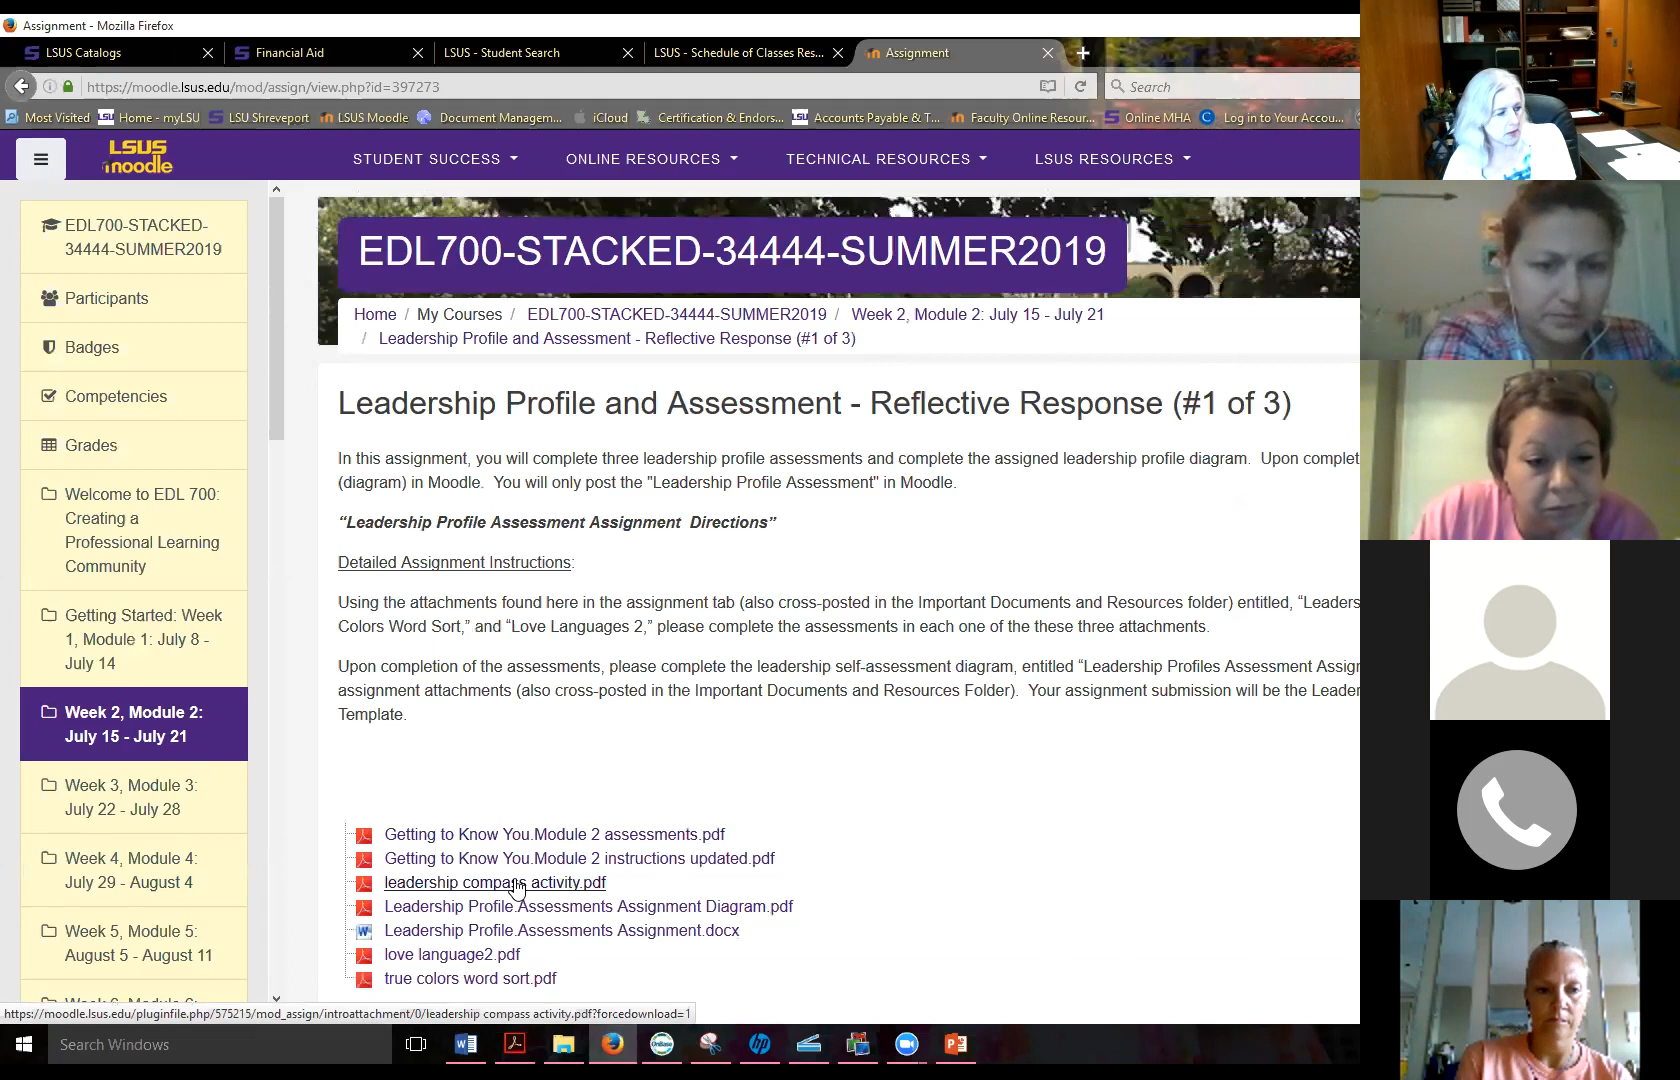 Assignment - Mozilla Firefox
LSUS Catalogs
Financial Aid
LSUS - Student Search
LSUS - Schedule of Classes Res...
Assignment
https://moodle.lsus.edu/mod/assign/view.php?id=397273
Search
Most Visited
LSU Home - myLSU
LSU Shreveport
LSUS Moodle
Document Managem...
iCloud
Certification & Endors...
LSU Accounts Payable & T...
Faculty Online Resour...
Online MHA
Log in to Your Accou...
LSUS
moodle
STUDENT SUCCESS
ONLINE RESOURCES
TECHNICAL RESOURCES
LSUS RESOURCES
EDL700-STACKED-
34444-SUMMER2019
Participants
Badges
Competencies
Grades
Welcome to EDL 700:
Creating a
Professional Learning
Community
Getting Started: Week
1, Module 1: July 8 -
July 14
Week 2, Module 2:
July 15 - July 21
Week 3, Module 3:
July 22 - July 28
Week 4, Module 4:
July 29 - August 4
Week 5, Module 5:
August 5 - August 11
EDL700-STACKED-34444-SUMMER2019
Home / My Courses / EDL700-STACKED-34444-SUMMER2019 / Week 2, Module 2: July 15 - July 21
/ Leadership Profile and Assessment - Reflective Response (#1 of 3)
Leadership Profile and Assessment - Reflective Response (#1 of 3)
In this assignment, you will complete three leadership profile assessments and complete the assigned leadership profile diagram. Upon complet
(diagram) in Moodle. You will only post the "Leadership Profile Assessment" in Moodle.
“Leadership Profile Assessment Assignment Directions”
Detailed Assignment Instructions:
Using the attachments found here in the assignment tab (also cross-posted in the Important Documents and Resources folder) entitled, “Leaders
Colors Word Sort,” and “Love Languages 2,” please complete the assessments in each one of the these three attachments.
Upon completion of the assessments, please complete the leadership self-assessment diagram, entitled “Leadership Profiles Assessment Assig
assignment attachments (also cross-posted in the Important Documents and Resources Folder). Your assignment submission will be the Leader
Template.
Getting to Know You.Module 2 assessments.pdf
Getting to Know You.Module 2 instructions updated.pdf
leadership compass activity.pdf
Leadership Profile.Assessments Assignment Diagram.pdf
Leadership Profile.Assessments Assignment.docx
love language2.pdf
true colors word sort.pdf
https://moodle.lsus.edu/pluginfile.php/575215/mod_assign/introattachment/0/leadership compass activity.pdf?forcedownload=1
Search Windows